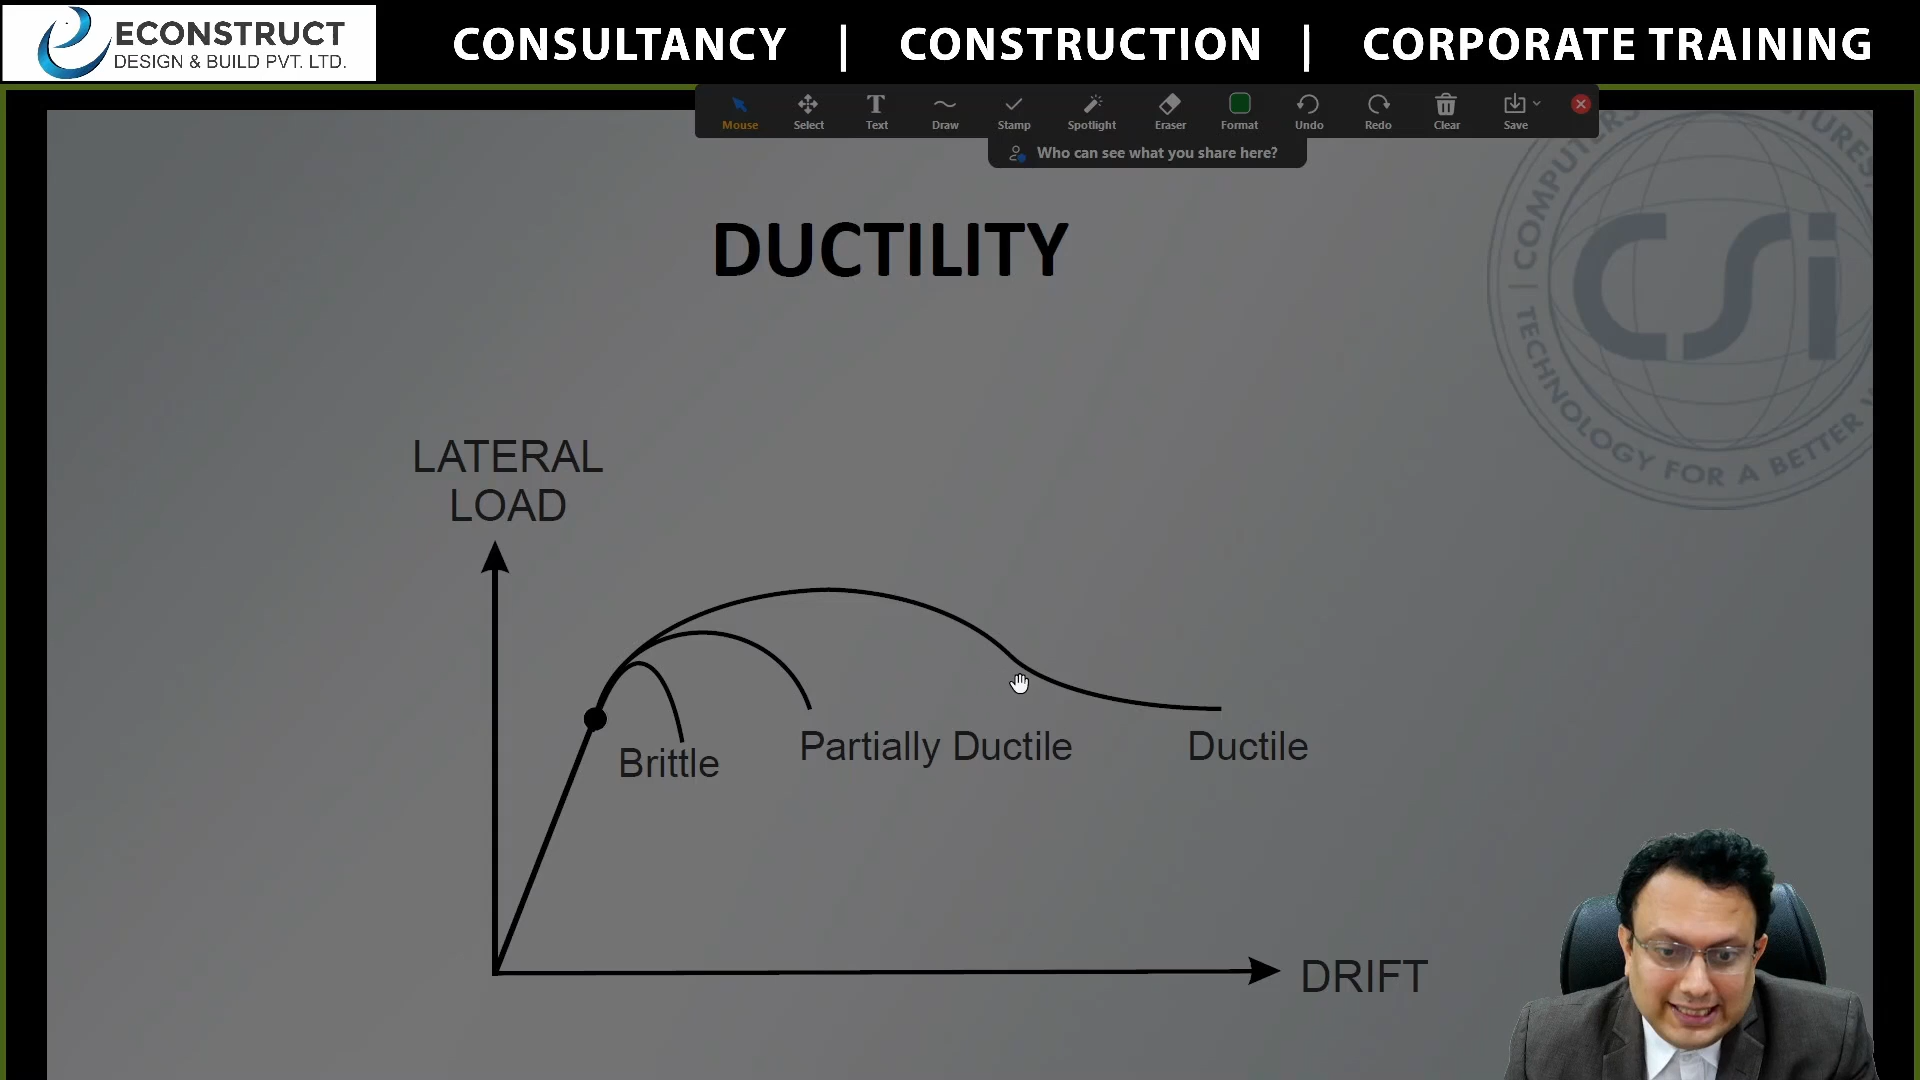 ECONSTRUCT
DESIGN & BUILD PVT. LTD.
CONSULTANCY | CONSTRUCTION | CORPORATE TRAINING
Mouse Select Text Draw Stamp Spotlight Eraser Format Undo Redo Clear Save
Who can see what you share here?
DUCTILITY
COMPUTERS
TECHNOLOGY FOR A BETTER
CSi
LATERAL
LOAD
Brittle
Partially Ductile
Ductile
DRIFT